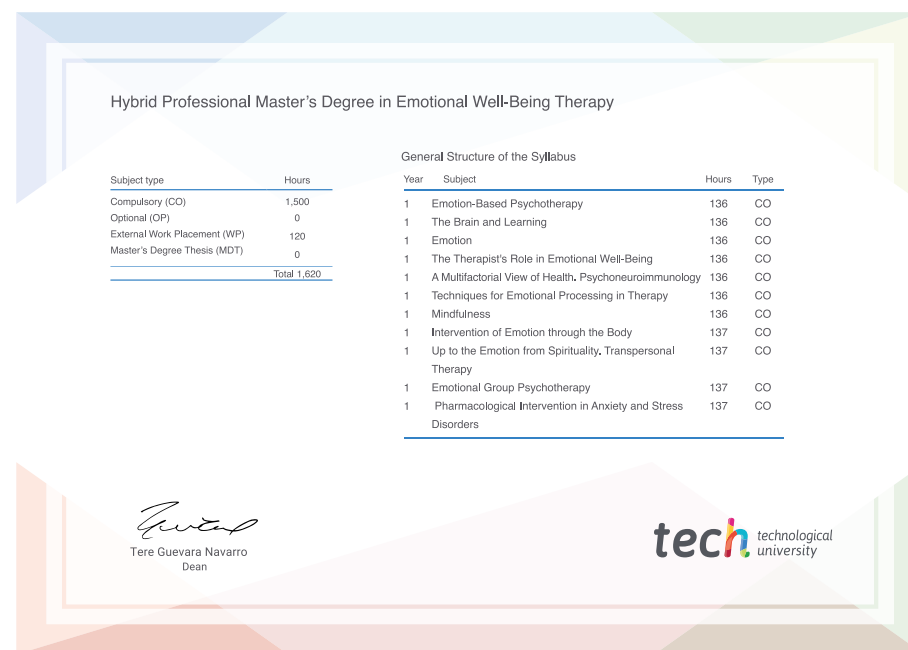 Hybrid Professional Master's Degree in Emotional Well-Being Therapy
General Structure of the Syllabus
Subject type Hours
Compulsory (CO) 1,500
Optional (OP) 0
External Work Placement (WP) 120
Master's Degree Thesis (MDT) 0
Total 1,620
Year Subject Hours Type
1 Emotion-Based Psychotherapy 136 CO
1 The Brain and Learning 136 CO
1 Emotion 136 CO
1 The Therapist's Role in Emotional Well-Being 136 CO
1 A Multifactorial View of Health. Psychoneuroimmunology 136 CO
1 Techniques for Emotional Processing in Therapy 136 CO
1 Mindfulness 136 CO
1 Intervention of Emotion through the Body 137 CO
1 Up to the Emotion from Spirituality. Transpersonal 137 CO
Therapy
1 Emotional Group Psychotherapy 137 CO
1 Pharmacological Intervention in Anxiety and Stress 137 CO
Disorders
Tere Guevara Navarro
Dean
tech technological
university